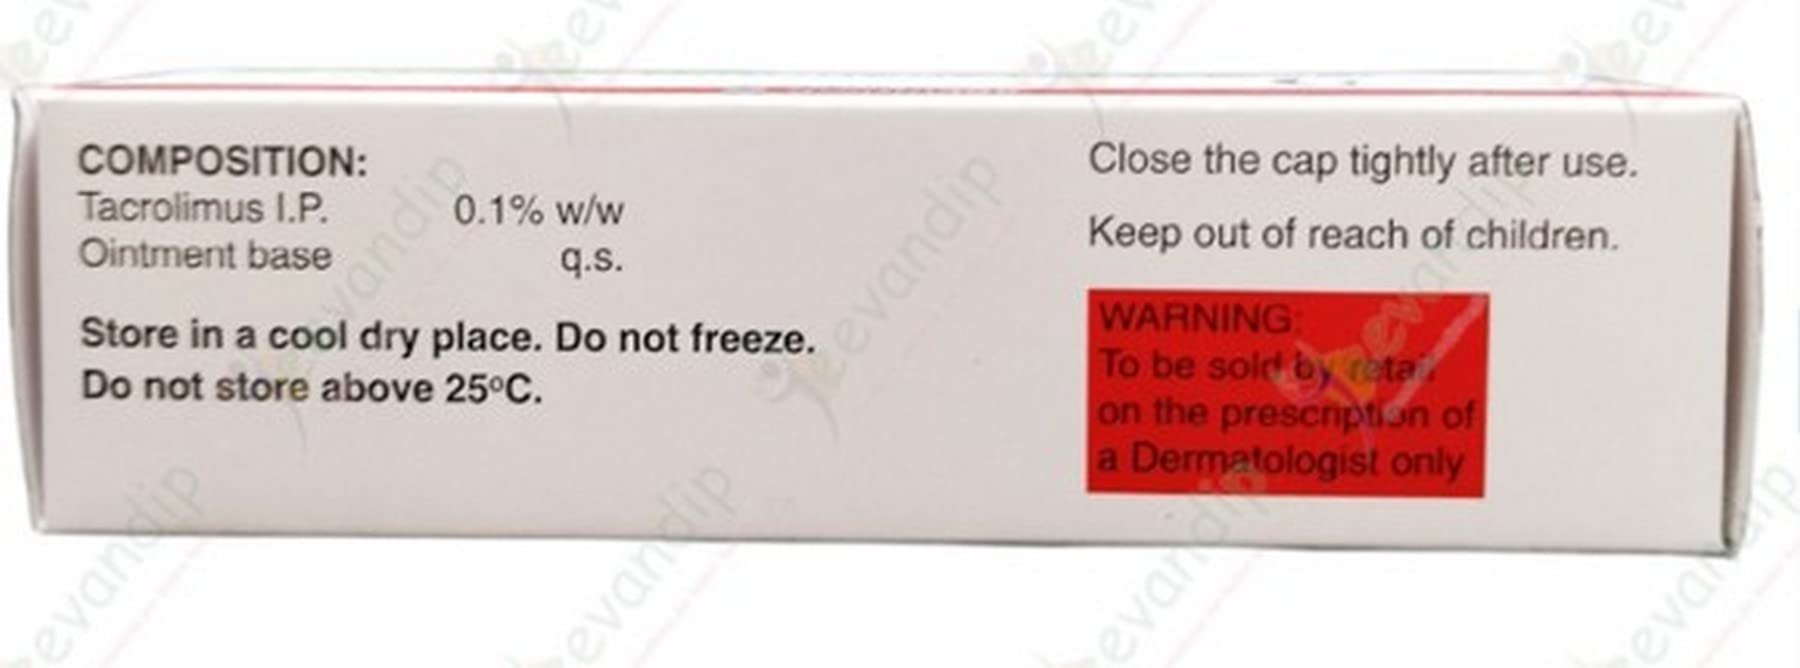 COMPOSITION:
Tacrolimus I.P. 0.1% w/w
Ointment base q.s.
Store in a cool dry place. Do not freeze.
Do not store above 25ºC.
Close the cap tightly after use.
Keep out of reach of children.
WARNING:
To be sold by retail
on the prescription of
a Dermatologist only
Jeevandip